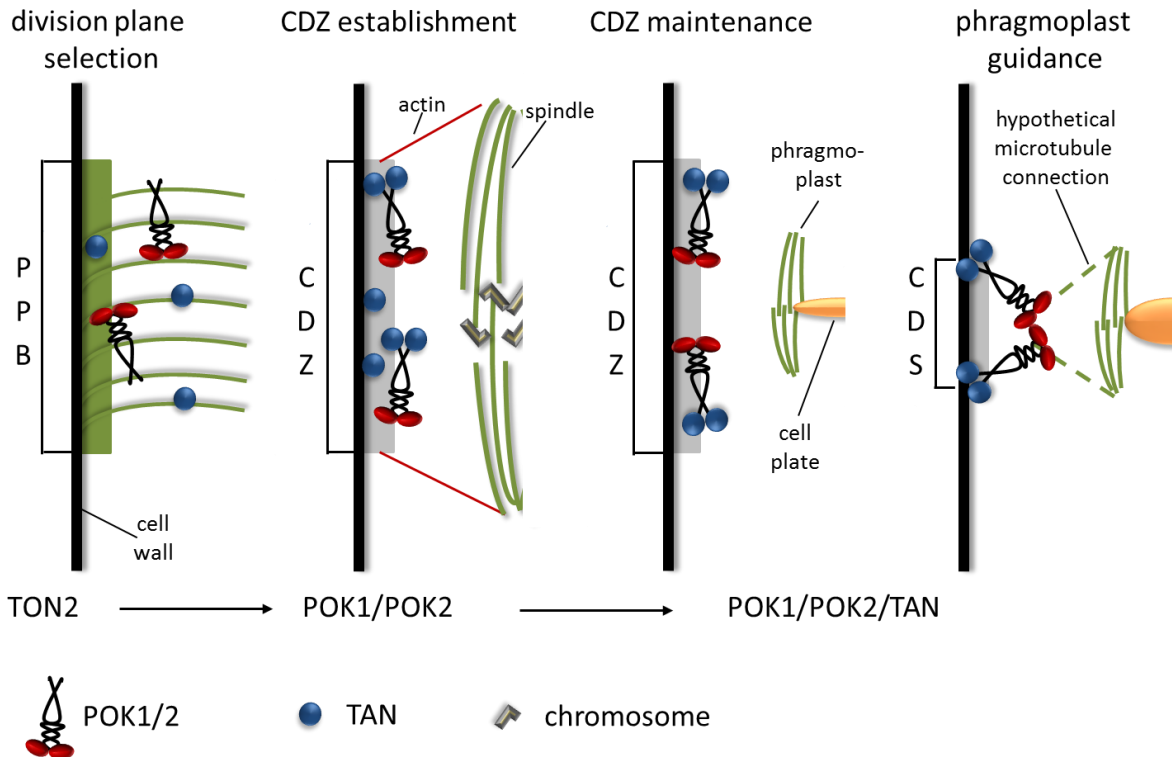 division plane
selection
CDZ establishment
CDZ maintenance
phragmoplast
guidance
P
P
B
cell
wall
actin
spindle
C
D
Z
C
D
Z
phragmo-
plast
cell
plate
hypothetical
microtubule
connection
C
D
S
TON2
POK1/POK2
POK1/POK2/TAN
POK1/2
TAN
chromosome